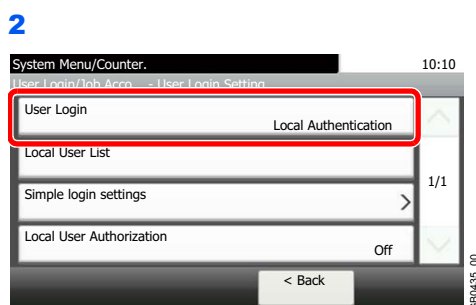 2
System Menu/Counter.
10:10
User Login/Job Acco... - User Login Setting
User Login
Local Authentication
Local User List
1/1
Simple login settings
Local User Authorization
Off
< Back